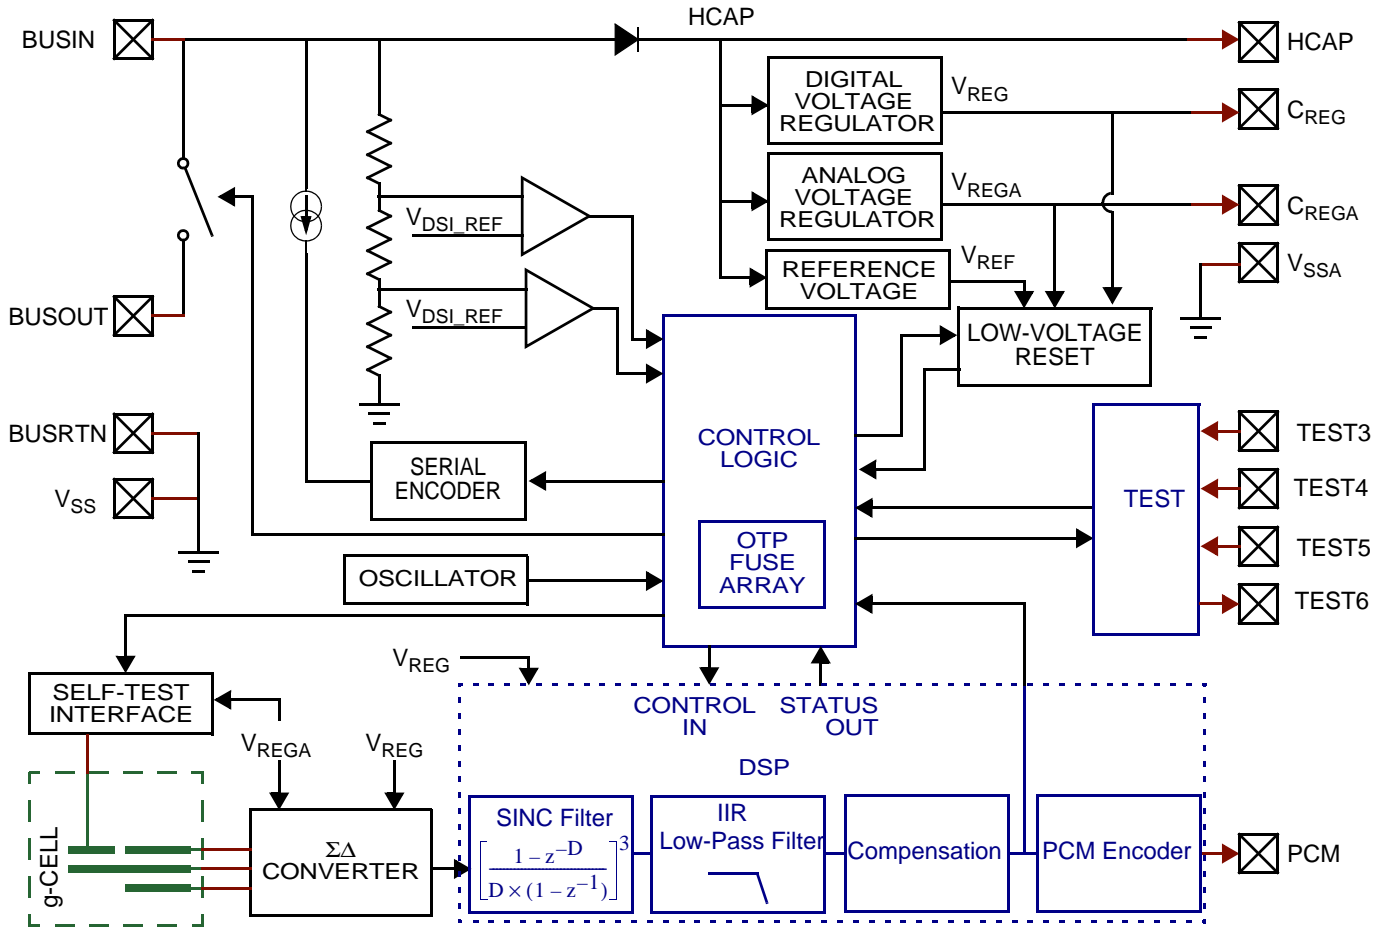 HCAP
BUSIN
HCAP
DIGITAL
VOLTAGE
REGULATOR
VREG
CREG
ANALOG
VOLTAGE
REGULATOR
VREGA
CREGA
VDSI_REF
REFERENCE
VOLTAGE
VREF
VSSA
BUSOUT
VDSI_REF
LOW-VOLTAGE
RESET
BUSRTN
CONTROL
LOGIC
TEST3
SERIAL
ENCODER
VSS
TEST
TEST4
OTP
FUSE
ARRAY
TEST5
OSCILLATOR
TEST6
VREG
SELF-TEST
INTERFACE
CONTROL
IN
STATUS
OUT
VREGA
VREG
DSP
g-CELL
ΣΔ
CONVERTER
SINC Filter
[(1 – z^–D) / (D × (1 – z^–1))]^3
IIR
Low-Pass Filter
Compensation
PCM Encoder
PCM